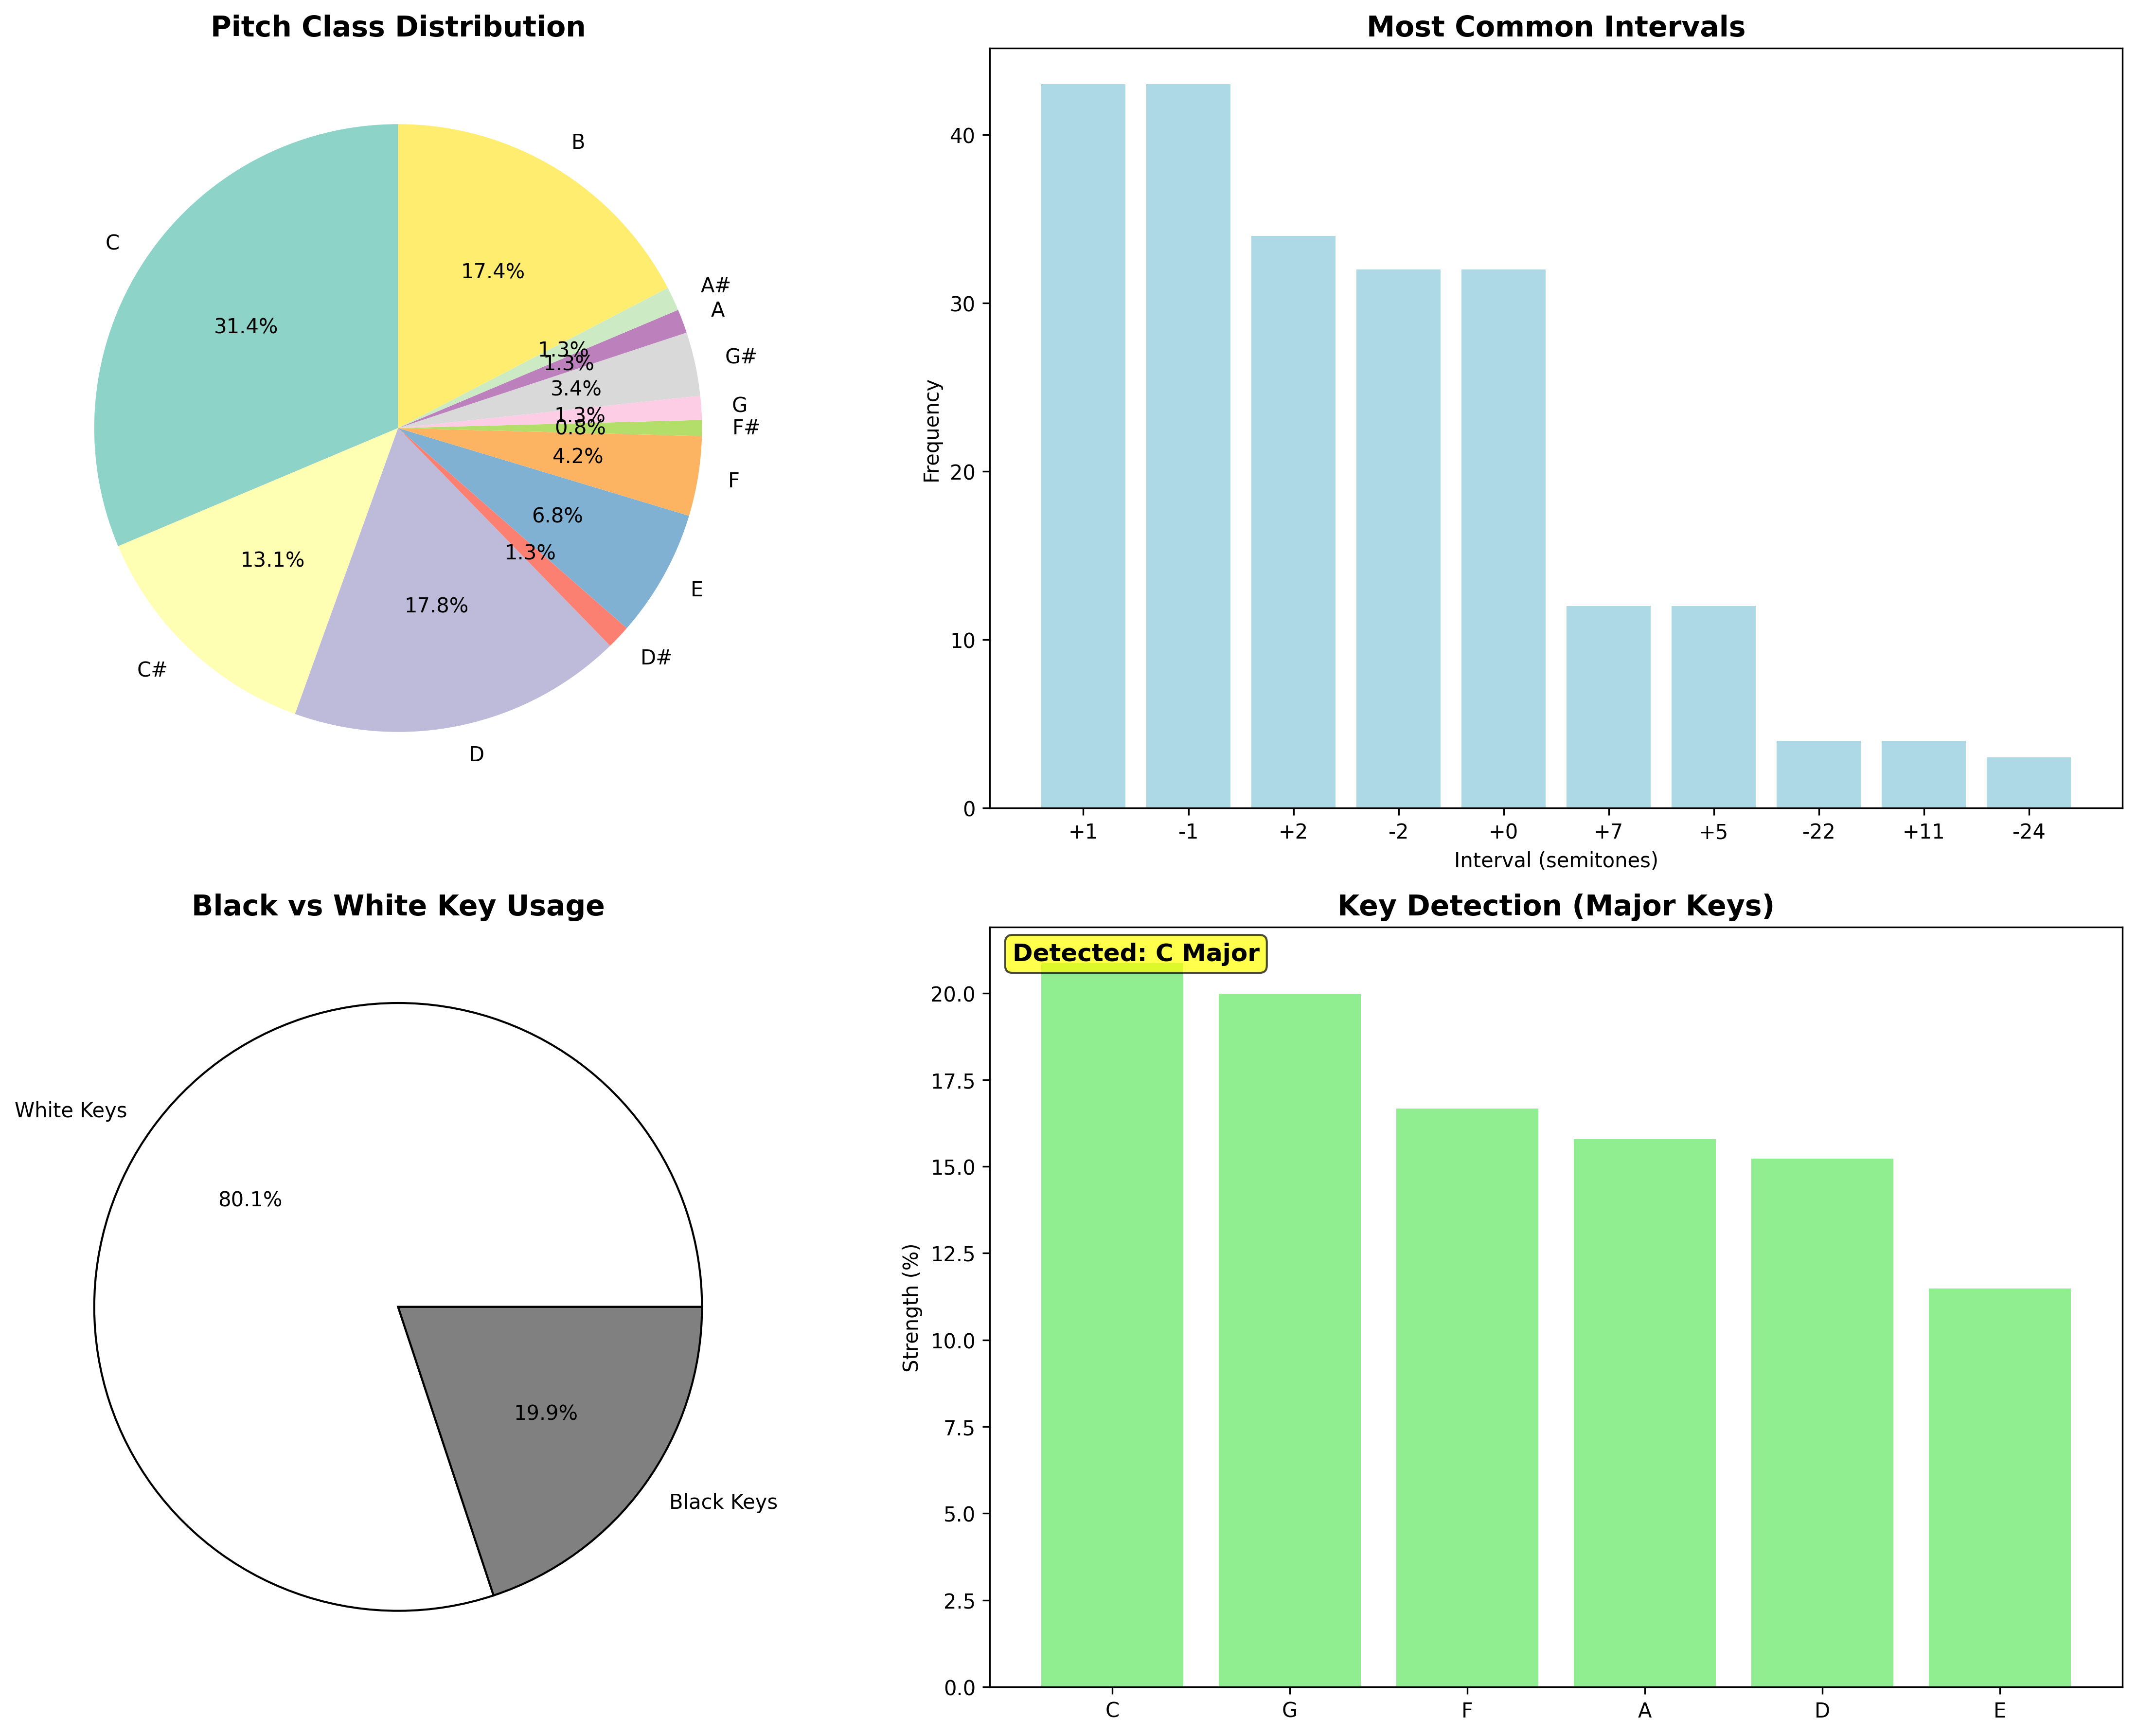 Pitch Class Distribution
B
A#
A
G#
G
F#
F
E
D#
D
C#
C
17.4%
1.3%
1.3%
3.4%
1.3%
0.8%
4.2%
6.8%
1.3%
17.8%
13.1%
31.4%
Most Common Intervals
Frequency
40
30
20
10
0
+1 -1 +2 -2 +0 +7 +5 -22 +11 -24
Interval (semitones)
Black vs White Key Usage
White Keys
80.1%
19.9%
Black Keys
Key Detection (Major Keys)
Detected: C Major
Strength (%)
20.0
17.5
15.0
12.5
10.0
7.5
5.0
2.5
0.0
C G F A D E